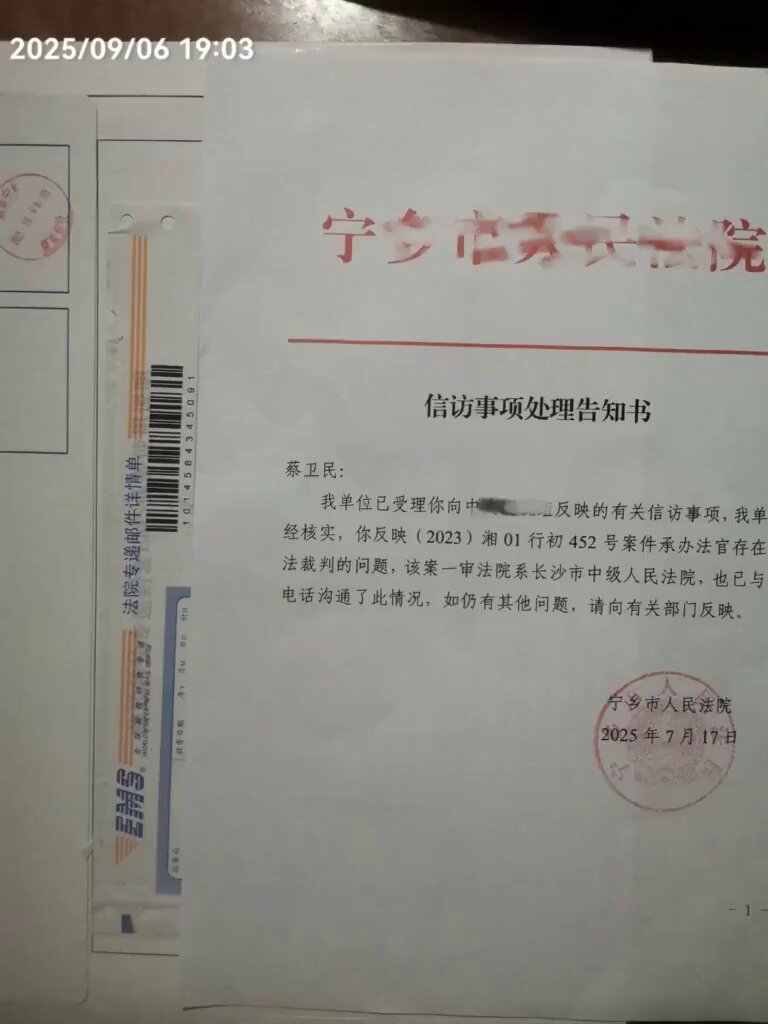 2025/09/06 19:03
宁乡市人民法院
信访事项处理告知书
蔡卫民：
我单位已受理你向中 反映的有关信访事项，我单
经核实，你反映（2023）湘 01 行初 452 号案件承办法官存在
法裁判的问题，该案一审法院系长沙市中级人民法院，也已与
电话沟通了此情况，如仍有其他问题，请向有关部门反映。
宁乡市人民法院
2025 年 7 月 17 日
- 1 -
法院专递邮件详情单
1014584345091
EMS